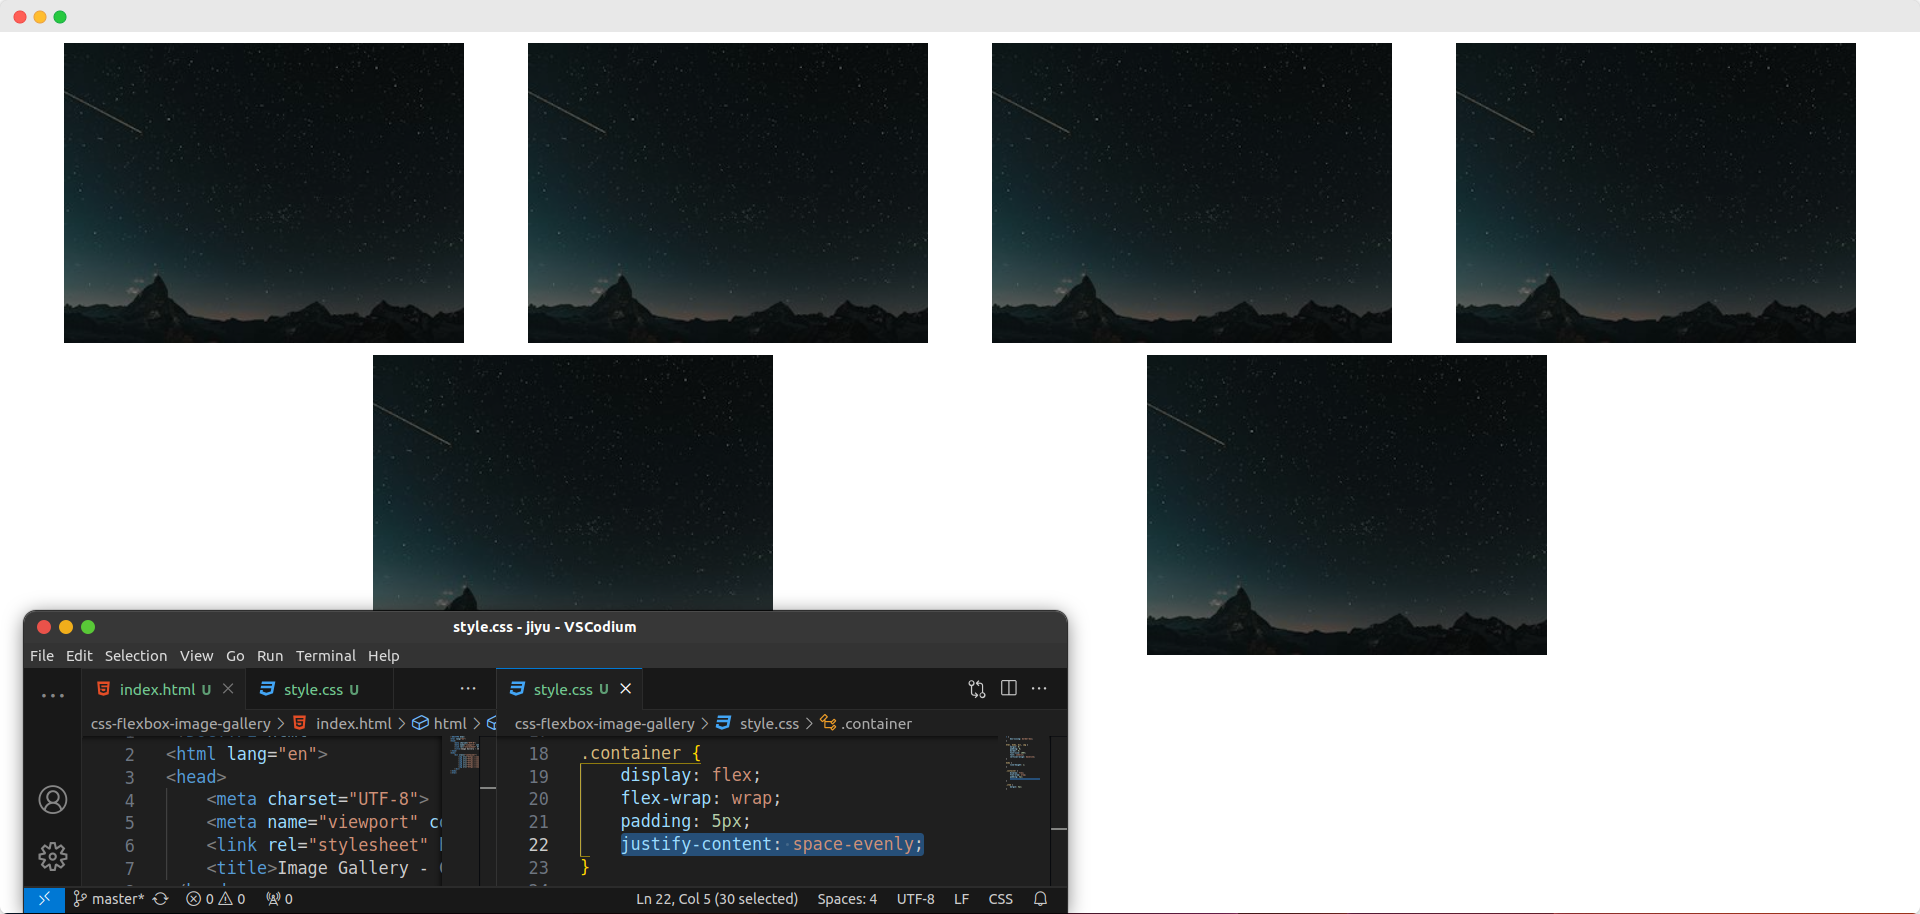 style.css - jiyu - VSCodium
File Edit Selection View Go Run Terminal Help
index.html U style.css U
style.css U
css-flexbox-image-gallery index.html html
css-flexbox-image-gallery style.css .container
2 <html lang="en">
3 <head>
4 <meta charset="UTF-8">
5 <meta name="viewport"
6 <link rel="stylesheet"
7 <title>Image Gallery -
18 .container {
19 display: flex;
20 flex-wrap: wrap;
21 padding: 5px;
22 justify-content: space-evenly;
23 }
master* 0 0 0 Ln 22, Col 5 (30 selected) Spaces: 4 UTF-8 LF CSS